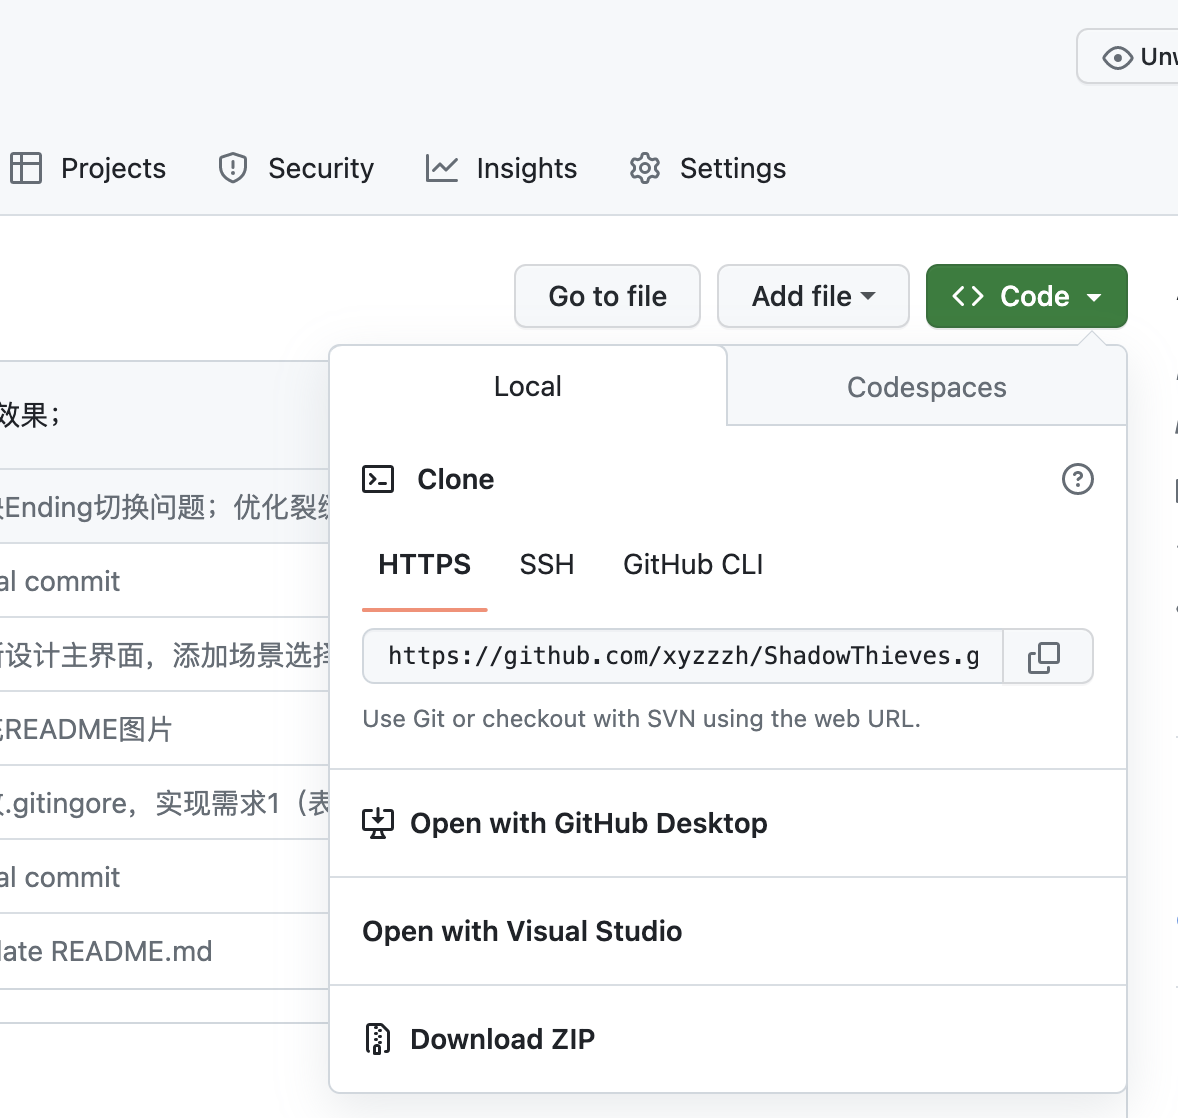 Projects Security Insights Settings
Go to file Add file <> Code
效果；
Local Codespaces
Ending切换问题；优化裂
Clone
HTTPS SSH GitHub CLI
al commit
设计主界面，添加场景选择
https://github.com/xyzzzh/ShadowThieves.g
Use Git or checkout with SVN using the web URL.
README图片
.gitingore，实现需求1（表
Open with GitHub Desktop
al commit
Open with Visual Studio
late README.md
Download ZIP